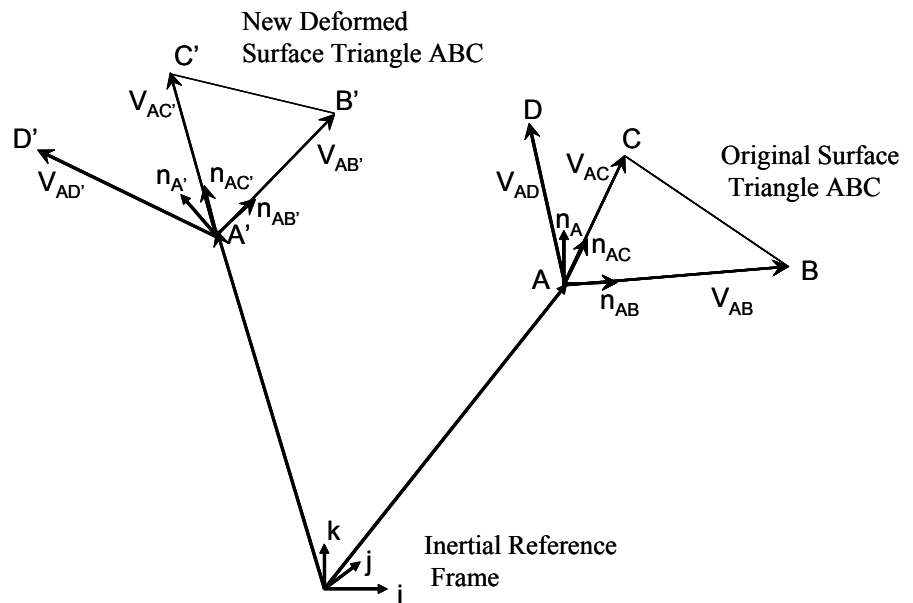 New Deformed
Surface Triangle ABC
C'
B'
V_AC'
D'
V_AB'
V_AD'
n_A'
n_AC'
n_AB'
A'
D
C
Original Surface
Triangle ABC
V_AC
V_AD
n_A
n_AC
A
B
n_AB
V_AB
k
j
i
Inertial Reference
Frame